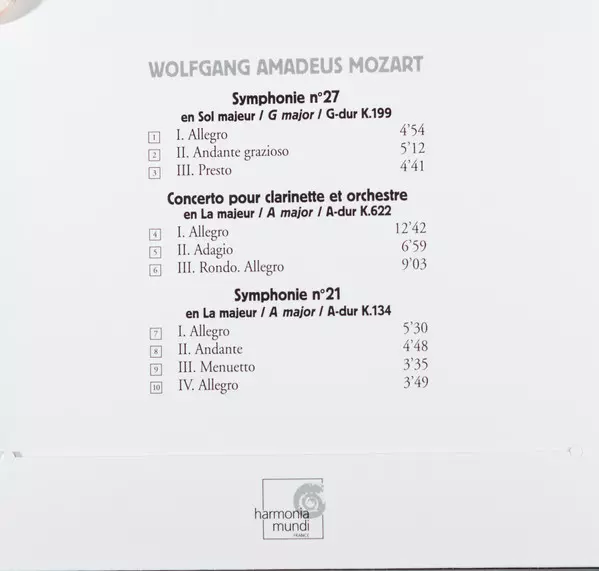 WOLFGANG AMADEUS MOZART
Symphonie n°27
en Sol majeur / G major / G-dur K.199
1 I. Allegro 4'54
2 II. Andante grazioso 5'12
3 III. Presto 4'41
Concerto pour clarinette et orchestre
en La majeur / A major / A-dur K.622
4 I. Allegro 12'42
5 II. Adagio 6'59
6 III. Rondo. Allegro 9'03
Symphonie n°21
en La majeur / A major / A-dur K.134
7 I. Allegro 5'30
8 II. Andante 4'48
9 III. Menuetto 3'35
10 IV. Allegro 3'49
harmonia
mundi
FRANCE